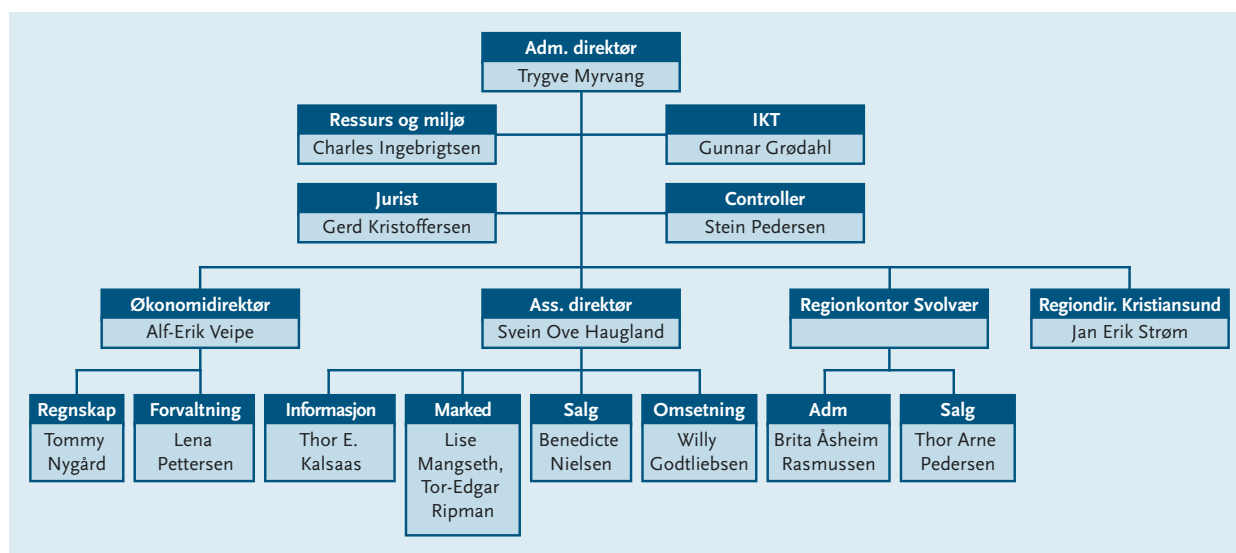 Adm. direktør
Trygve Myrvang
Ressurs og miljø
Charles Ingebrigtsen
IKT
Gunnar Grødahl
Jurist
Gerd Kristoffersen
Controller
Stein Pedersen
Økonomidirektør
Alf-Erik Veipe
Ass. direktør
Svein Ove Haugland
Regionkontor Svolvær
Regiondir. Kristiansund
Jan Erik Strøm
Regnskap
Tommy
Nygård
Forvaltning
Lena
Pettersen
Informasjon
Thor E.
Kalsaas
Marked
Lise
Mangseth,
Tor-Edgar
Ripman
Salg
Benedicte
Nielsen
Omsetning
Willy
Godtliebsen
Adm
Brita Åsheim
Rasmussen
Salg
Thor Arne
Pedersen